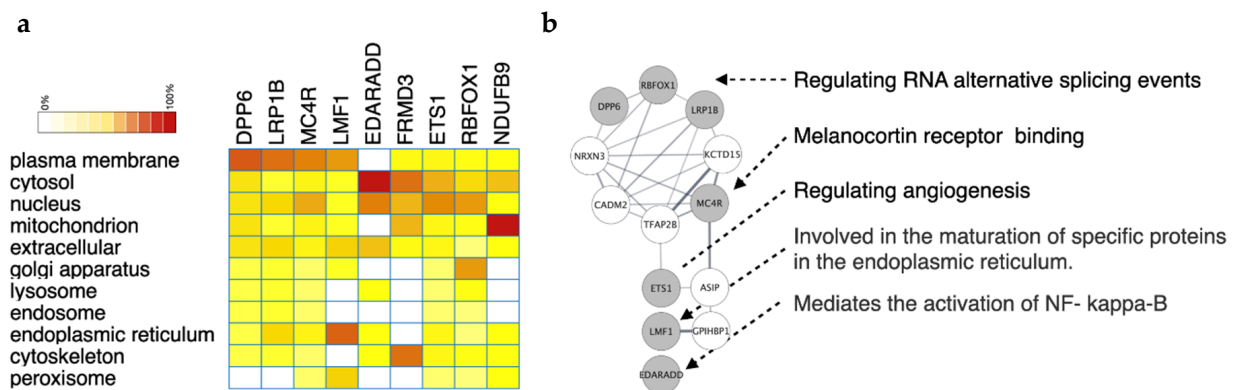 a
0%
100%
DPP6
LRP1B
MC4R
LMF1
EDARADD
FRMD3
ETS1
RBFOX1
NDUFB9
plasma membrane
cytosol
nucleus
mitochondrion
extracellular
golgi apparatus
lysosome
endosome
endoplasmic reticulum
cytoskeleton
peroxisome
b
RBFOX1
DPP6
LRP1B
NRXN3
KCTD15
CADM2
MC4R
TFAP2B
ETS1
ASIP
LMF1
GPIHBP1
EDARADD
Regulating RNA alternative splicing events
Melanocortin receptor binding
Regulating angiogenesis
Involved in the maturation of specific proteins
in the endoplasmic reticulum.
Mediates the activation of NF- kappa-B